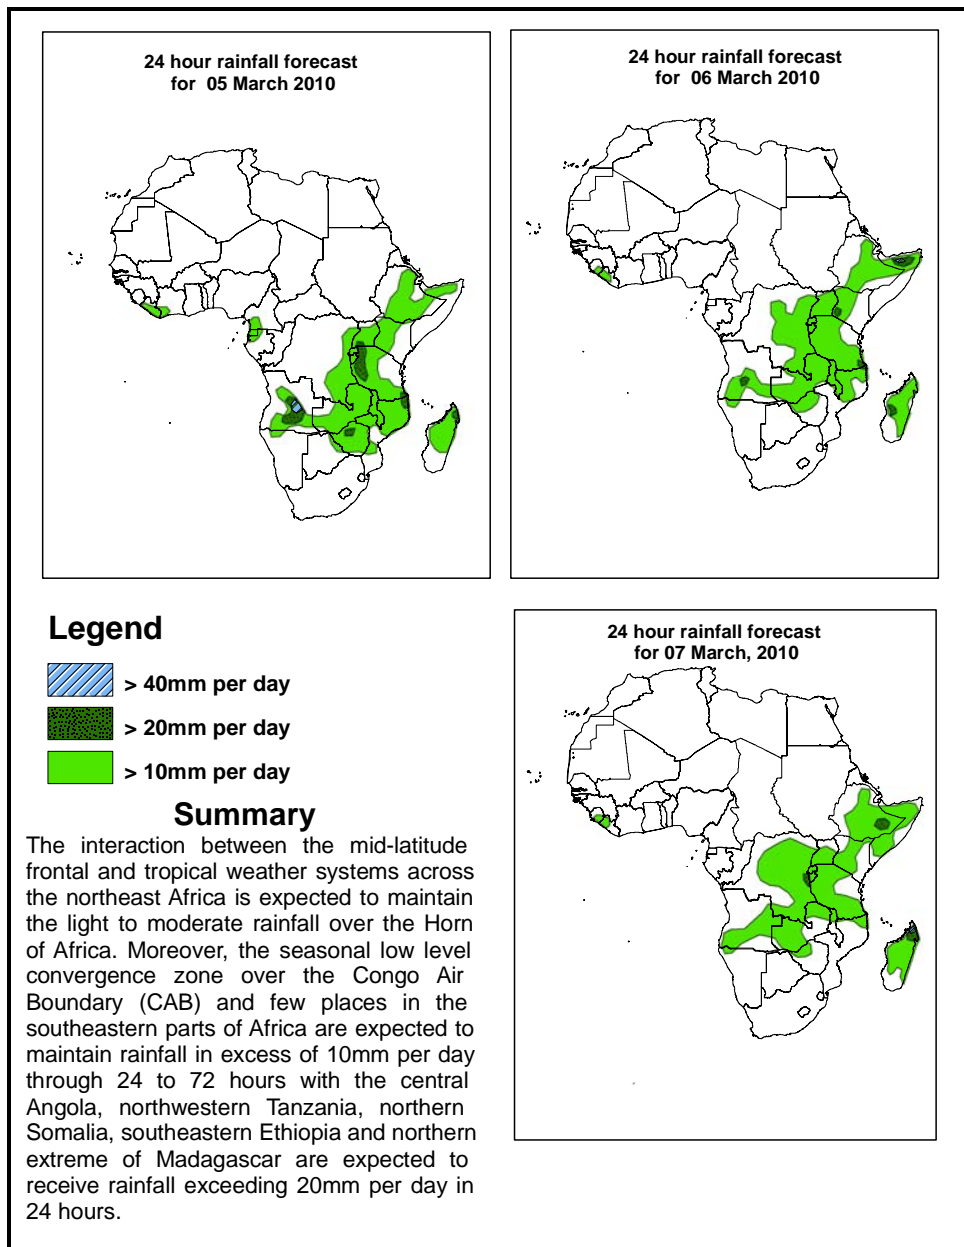 24 hour rainfall forecast
for 05 March 2010
24 hour rainfall forecast
for 06 March 2010
Legend
> 40mm per day
> 20mm per day
> 10mm per day
24 hour rainfall forecast
for 07 March, 2010
Summary
The interaction between the mid-latitude
frontal and tropical weather systems across
the northeast Africa is expected to maintain
the light to moderate rainfall over the Horn
of Africa. Moreover, the seasonal low level
convergence zone over the Congo Air
Boundary (CAB) and few places in the
southeastern parts of Africa are expected to
maintain rainfall in excess of 10mm per day
through 24 to 72 hours with the central
Angola, northwestern Tanzania, northern
Somalia, southeastern Ethiopia and northern
extreme of Madagascar are expected to
receive rainfall exceeding 20mm per day in
24 hours.